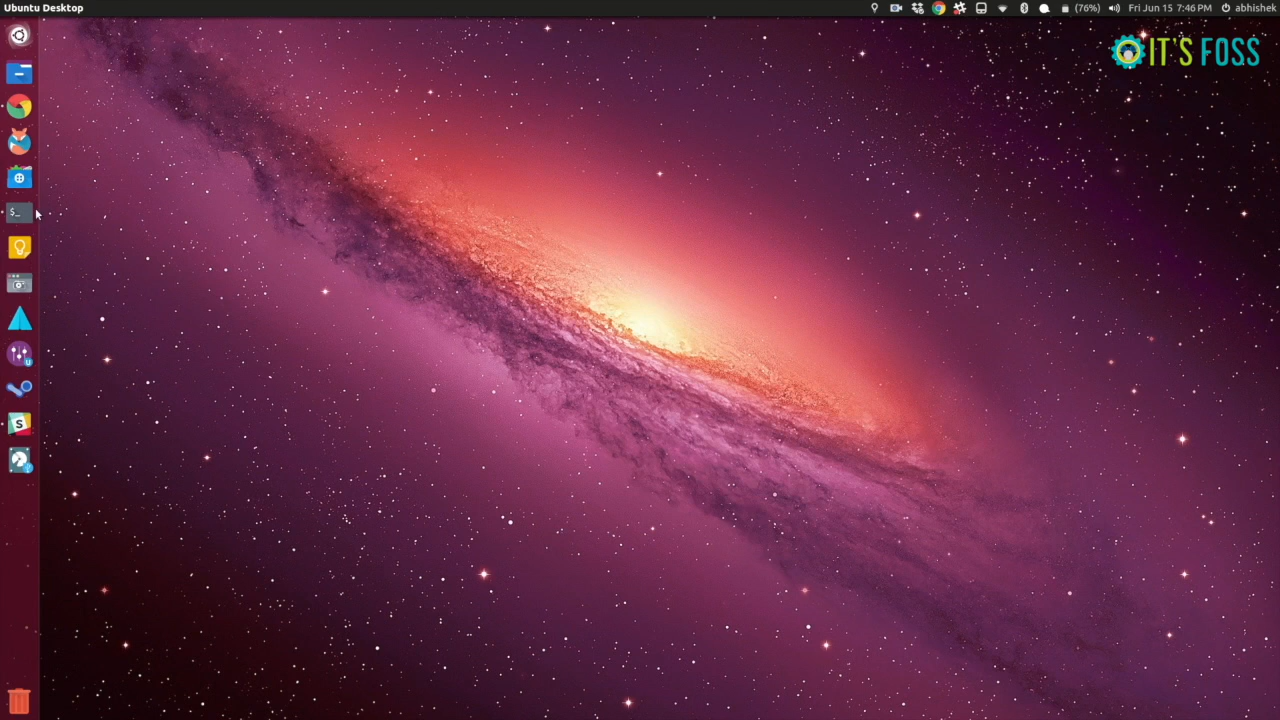 Ubuntu Desktop
(76%)
Fri Jun 15 7:46 PM
abhishek
IT'S FOSS
$_
S